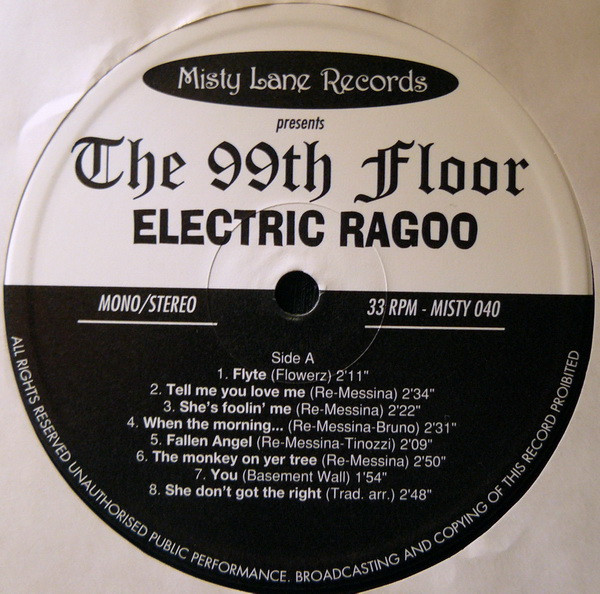 Misty Lane Records
presents
The 99th Floor
ELECTRIC RAGOO
MONO/STEREO
33 RPM - MISTY 040
Side A
1. Flyte (Flowerz) 2'11"
2. Tell me you love me (Re-Messina) 2'34"
3. She's foolin' me (Re-Messina) 2'22"
4. When the morning... (Re-Messina-Bruno) 2'31"
5. Fallen Angel (Re-Messina-Tinozzi) 2'09"
6. The monkey on yer tree (Re-Messina) 2'50"
7. You (Basement Wall) 1'54"
8. She don't got the right (Trad. arr.) 2'48"
ALL RIGHTS RESERVED UNAUTHORISED PUBLIC PERFORMANCE. BROADCASTING AND COPYING OF THIS RECORD PROIBITED